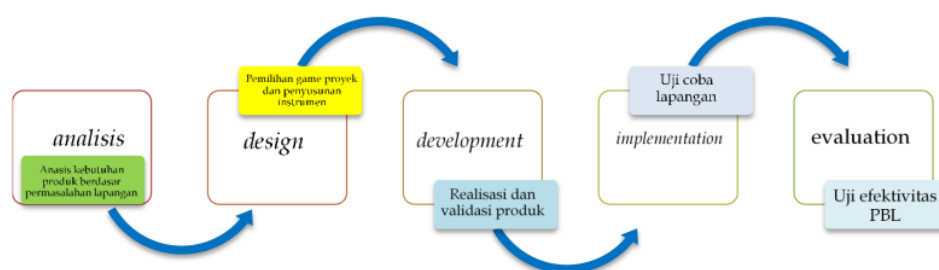 analisis
Anasis kebutuhan
produk berdasar
permasalahan lapangan
Pemilihan game proyek
dan penyusunan
instrumen
design
development
Realisasi dan
validasi produk
Uji coba
lapangan
implementation
evaluation
Uji efektivitas
PBL